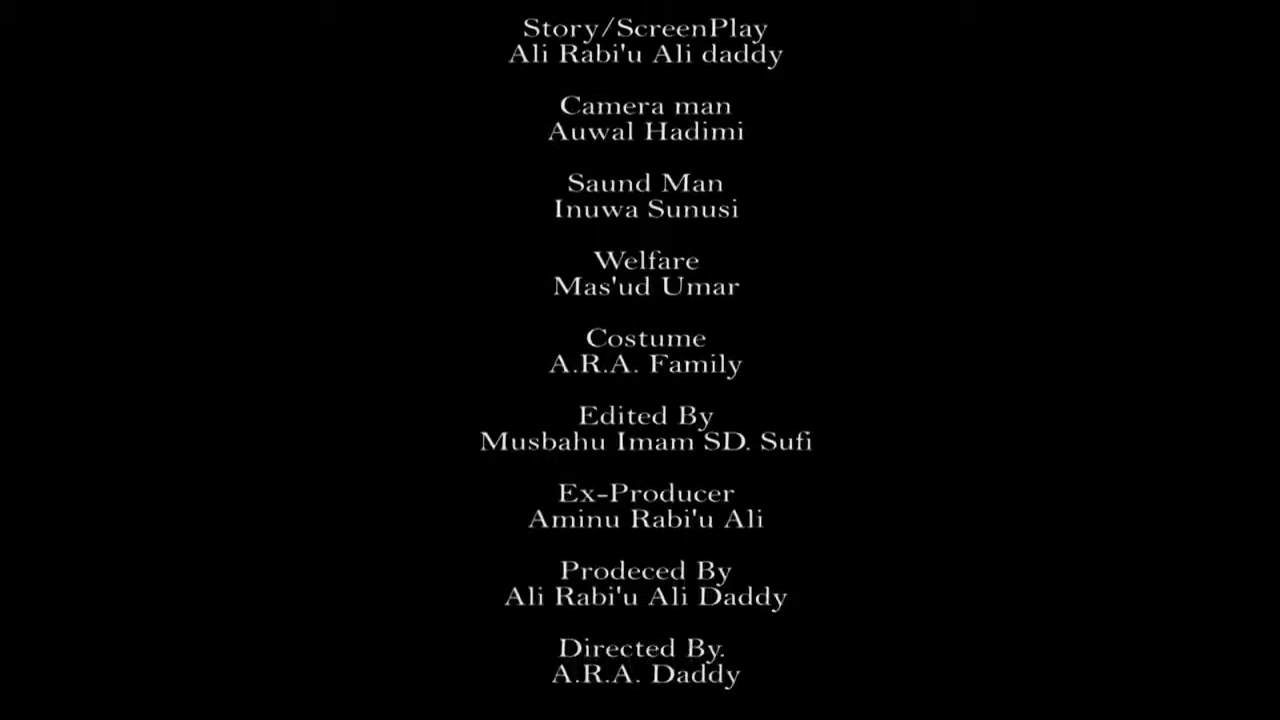 Story/ScreenPlay
Ali Rabi'u Ali daddy
Camera man
Auwal Hadimi
Saund Man
Inuwa Sunusi
Welfare
Mas'ud Umar
Costume
A.R.A. Family
Edited By
Musbahu Imam SD. Sufi
Ex-Producer
Aminu Rabi'u Ali
Prodeced By
Ali Rabi'u Ali Daddy
Directed By.
A.R.A. Daddy